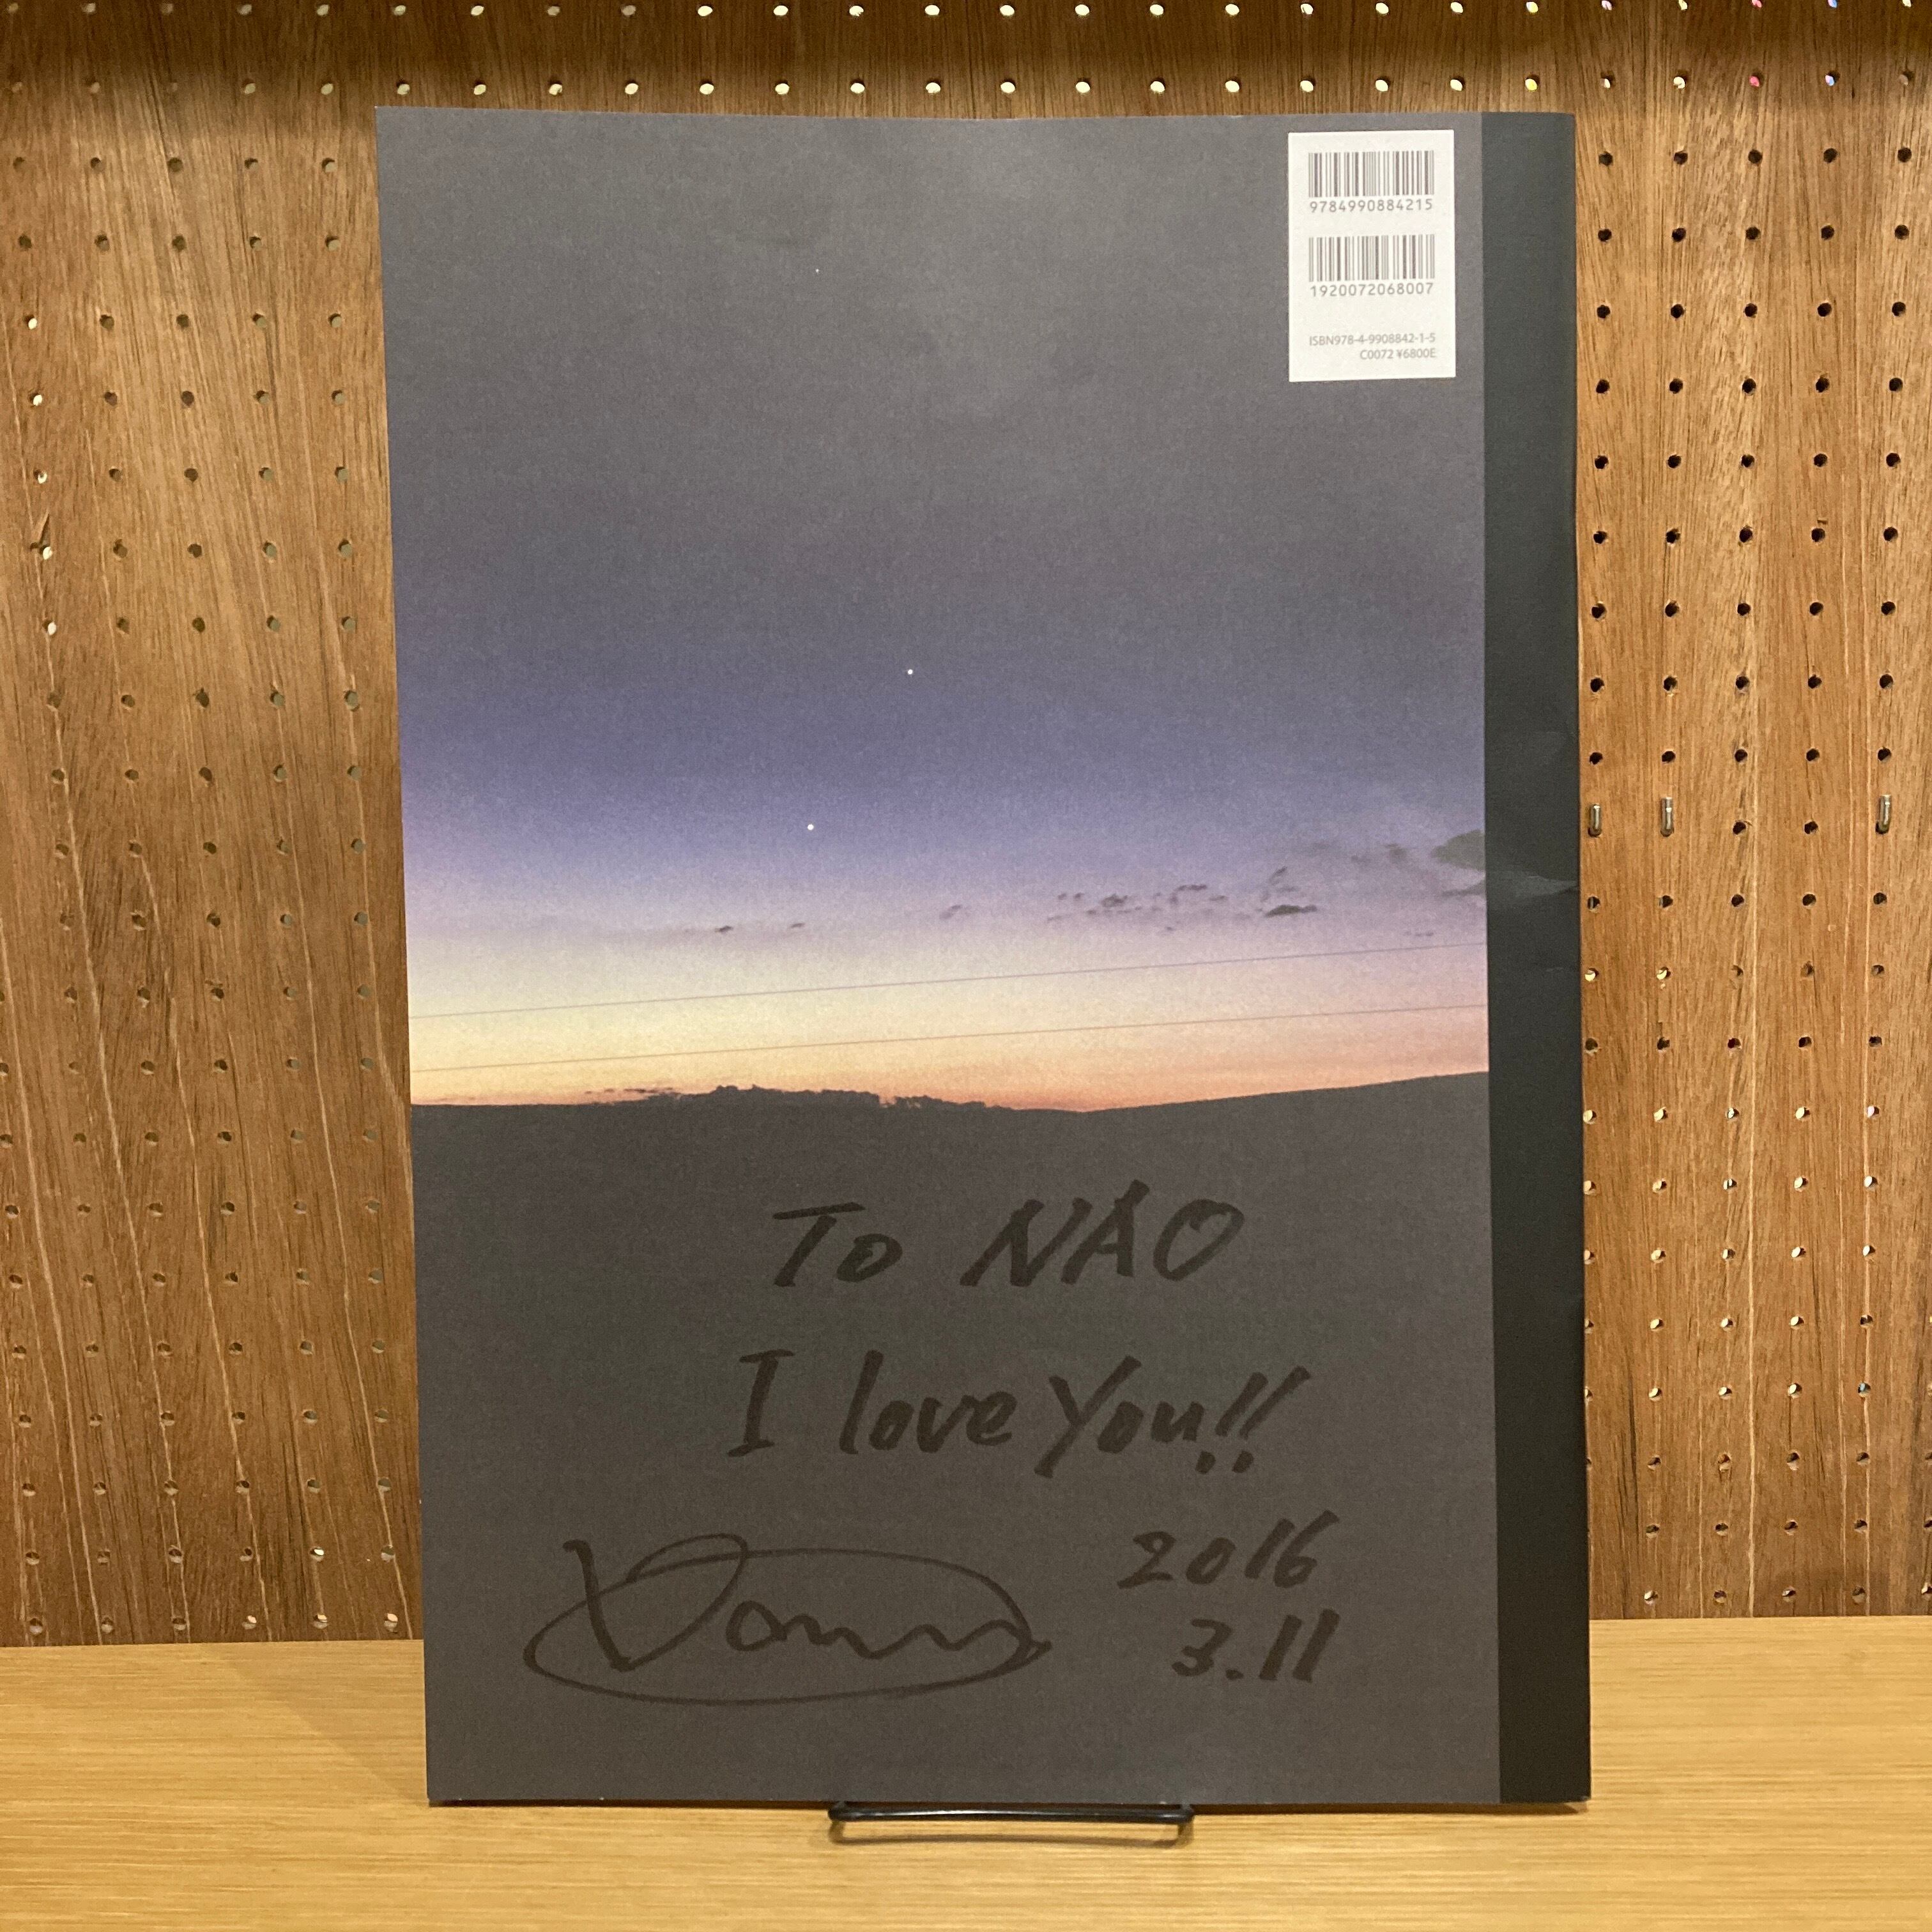 9784990884215
1920072068007
ISBN978-4-9908842-1-5
C0072 ¥6800E
To NAO
I love You!!
2016
3.11